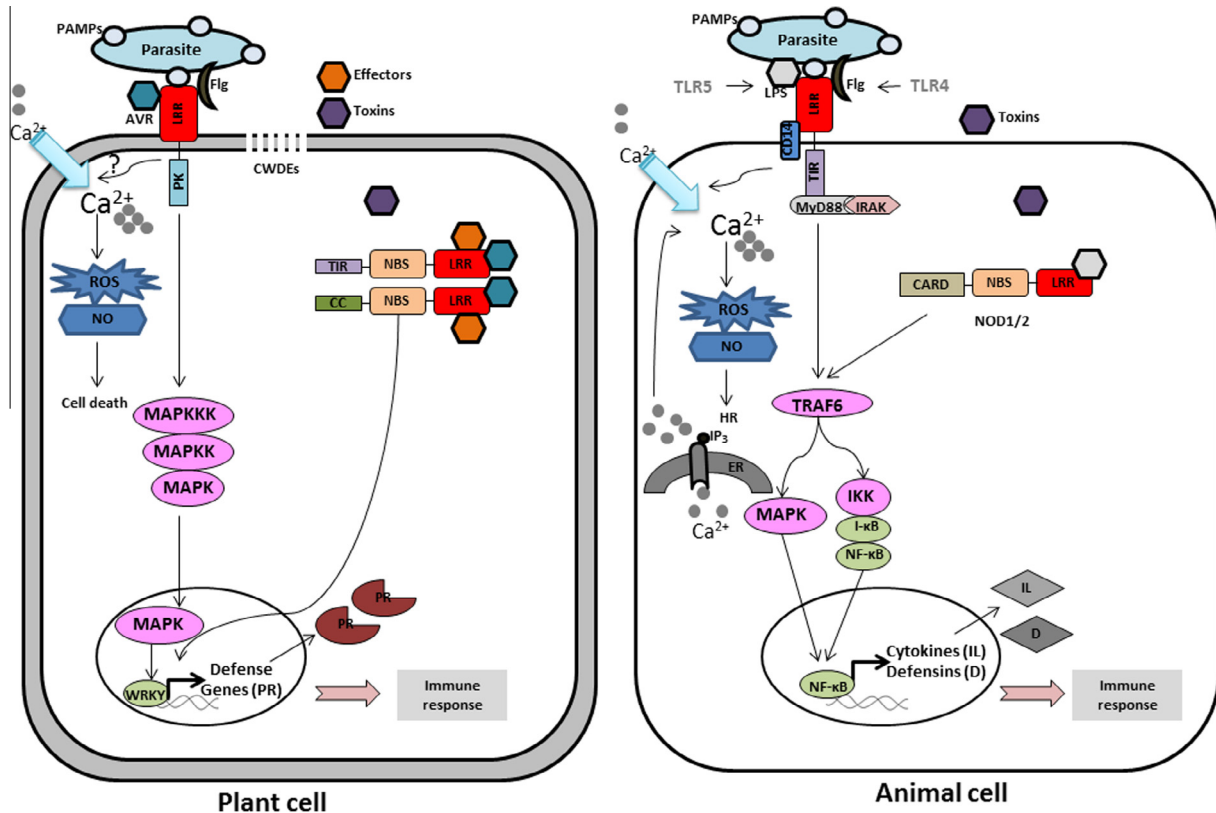 PAMPs
Parasite
Flg
AVR
LRR
Effectors
Toxins
Ca2+
?
PK
CWDEs
Ca2+
ROS
NO
Cell death
TIR
NBS
LRR
CC
NBS
LRR
MAPKKK
MAPKK
MAPK
MAPK
WRKY
Defense
Genes (PR)
PR
PR
Immune
response
Plant cell
PAMPs
Parasite
TLR5
LPS
LRR
Flg
TLR4
Toxins
Ca2+
CD14
TIR
MyD88
IRAK
Ca2+
ROS
NO
HR
IP3
ER
Ca2+
CARD
NBS
LRR
NOD1/2
TRAF6
MAPK
IKK
I-κB
NF-κB
NF-κB
Cytokines (IL)
Defensins (D)
IL
D
Immune
response
Animal cell